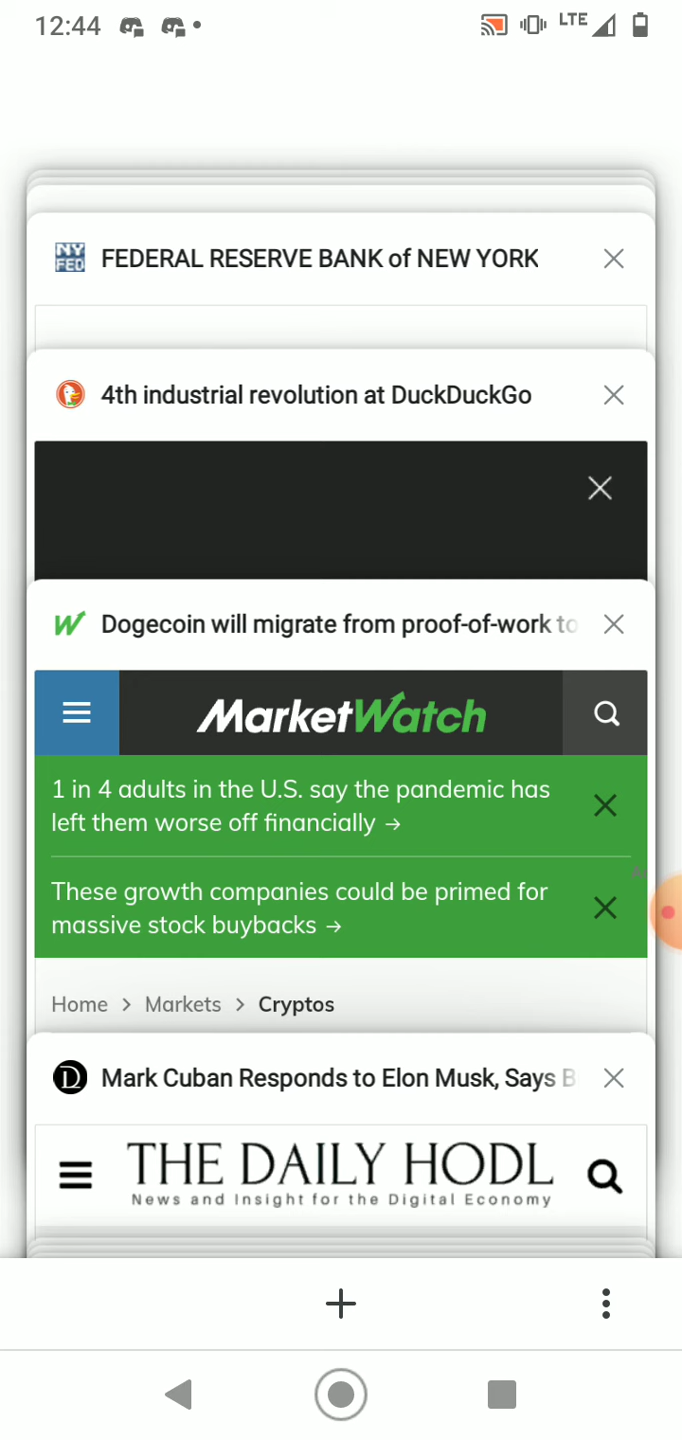 12:44
LTE
NY
FED
FEDERAL RESERVE BANK of NEW YORK
4th industrial revolution at DuckDuckGo
Dogecoin will migrate from proof-of-work to
MarketWatch
1 in 4 adults in the U.S. say the pandemic has
left them worse off financially →
These growth companies could be primed for
massive stock buybacks →
Home > Markets > Cryptos
Mark Cuban Responds to Elon Musk, Says B
THE DAILY HODL
News and Insight for the Digital Economy